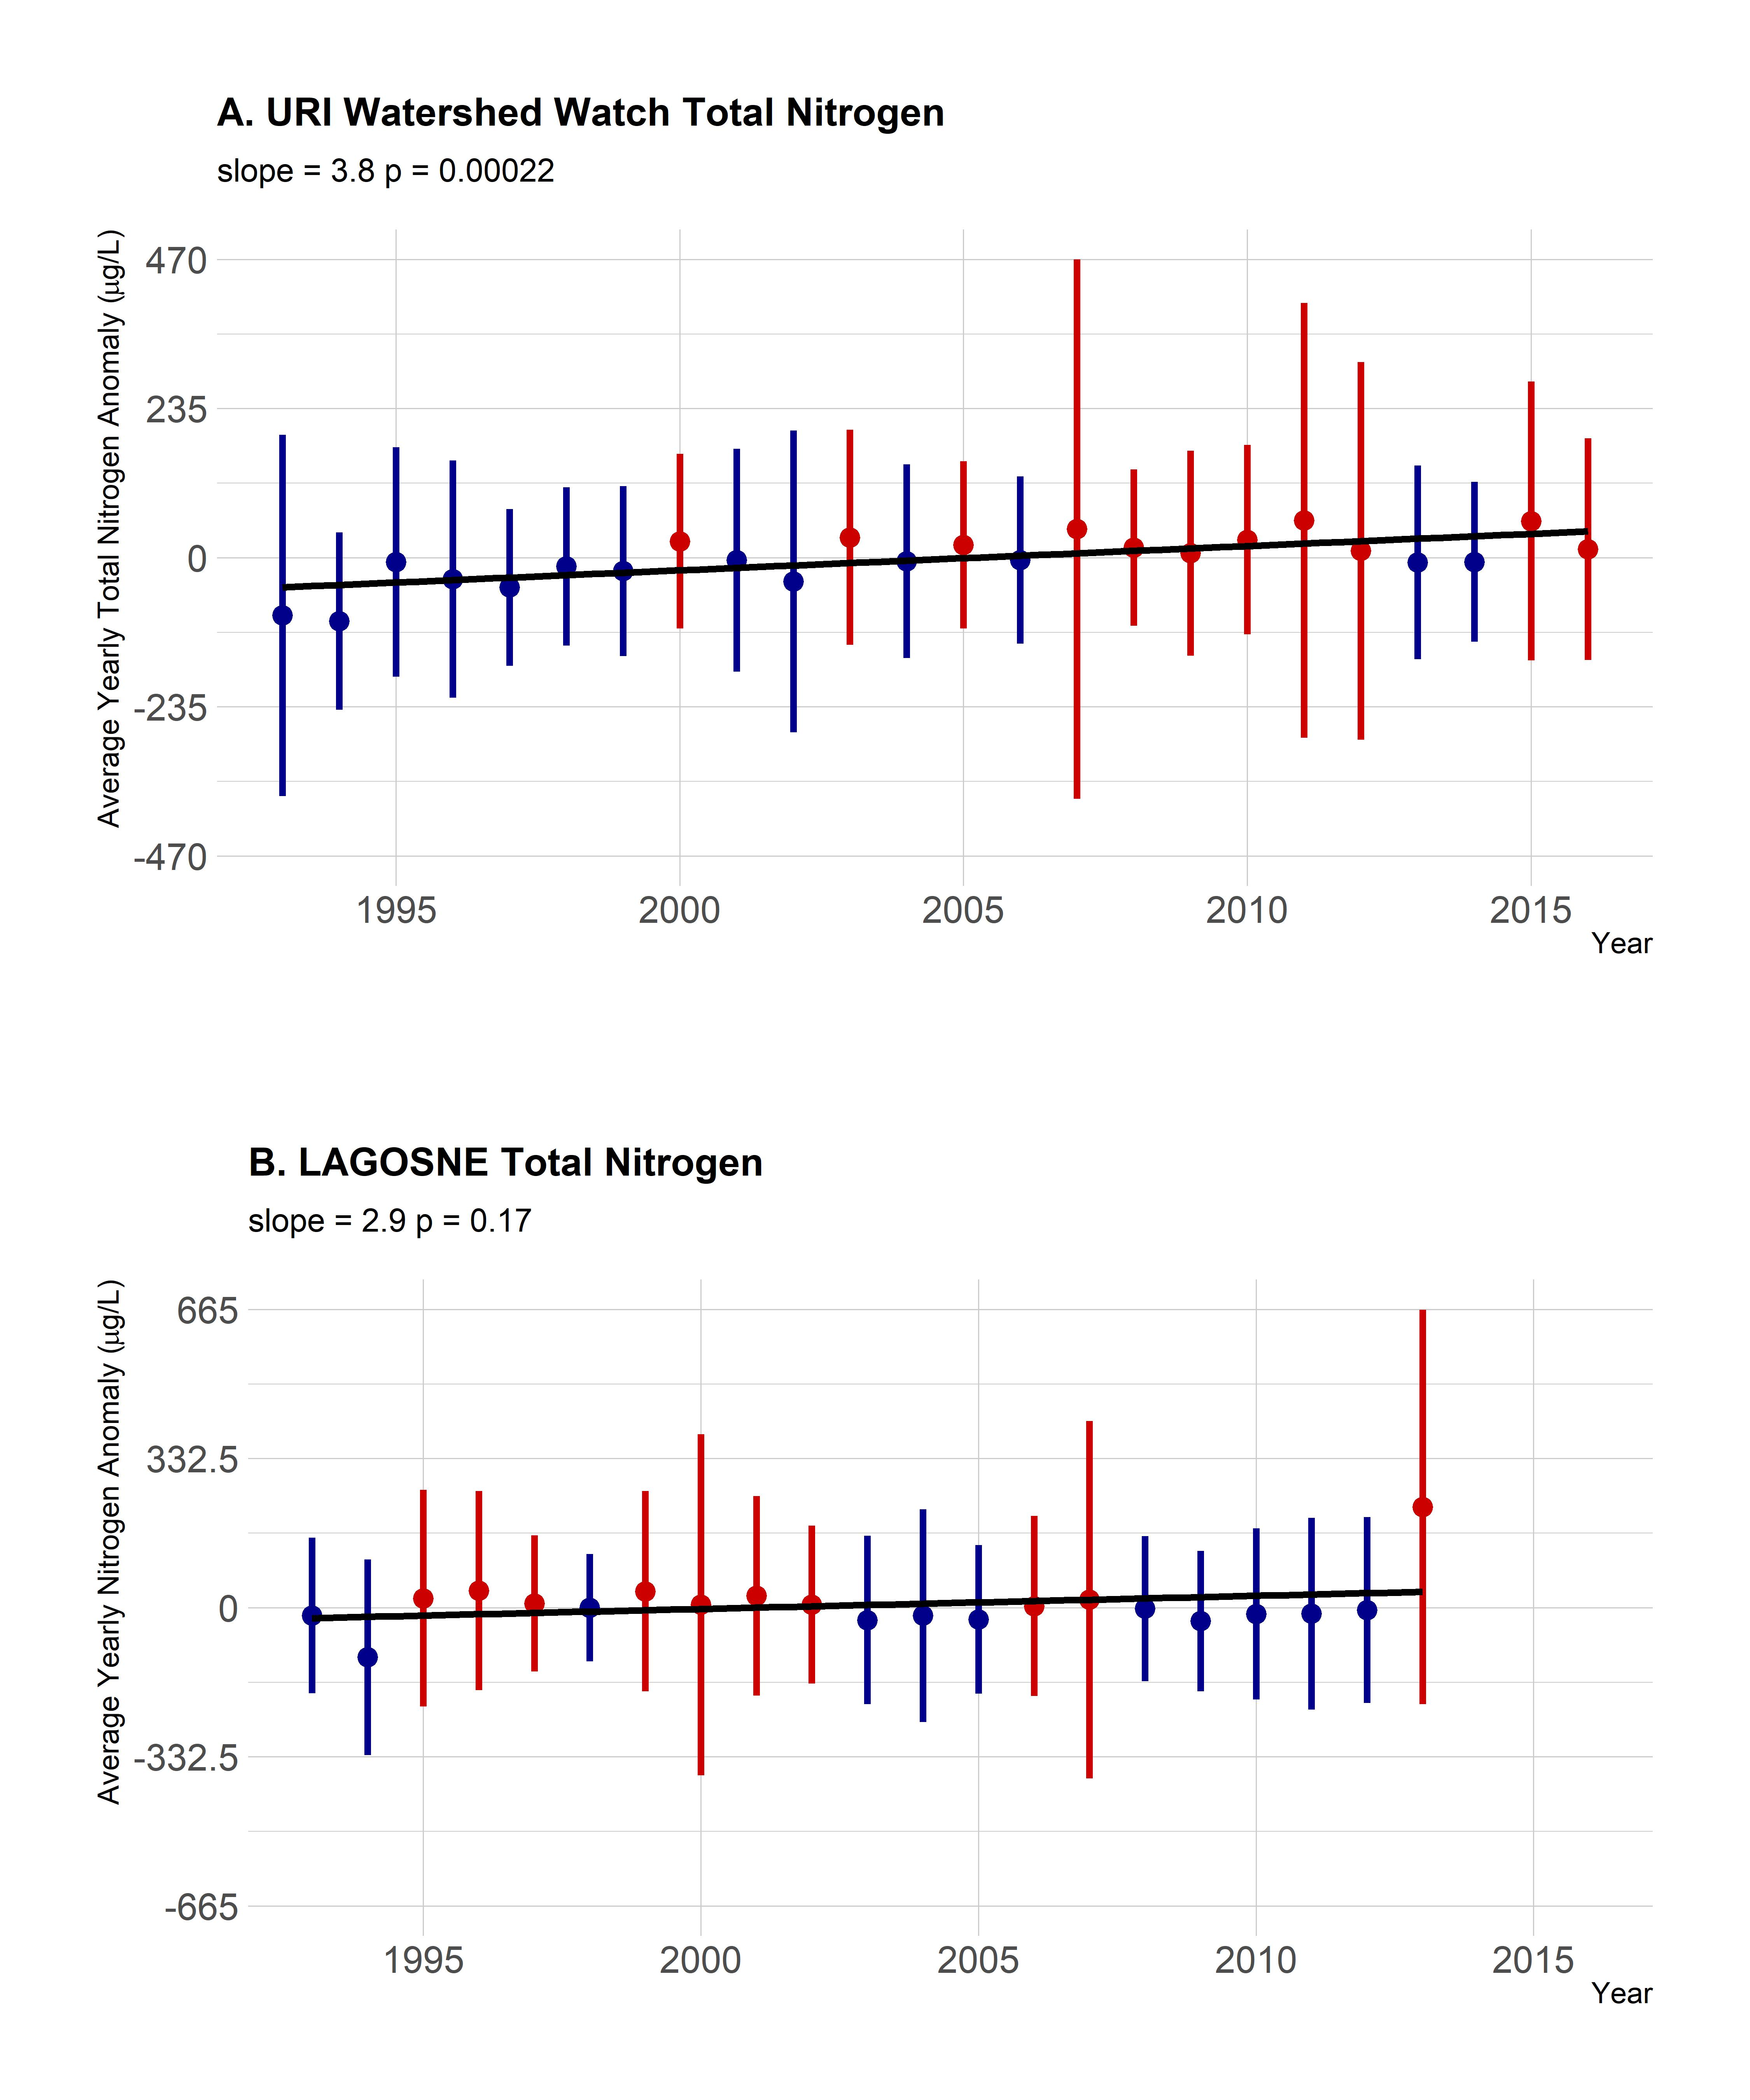 A. URI Watershed Watch Total Nitrogen
slope = 3.8 p = 0.00022
Average Yearly Total Nitrogen Anomaly (μg/L)
470
235
0
-235
-470
1995 2000 2005 2010 2015
Year
B. LAGOSNE Total Nitrogen
slope = 2.9 p = 0.17
Average Yearly Nitrogen Anomaly (μg/L)
665
332.5
0
-332.5
-665
1995 2000 2005 2010 2015
Year